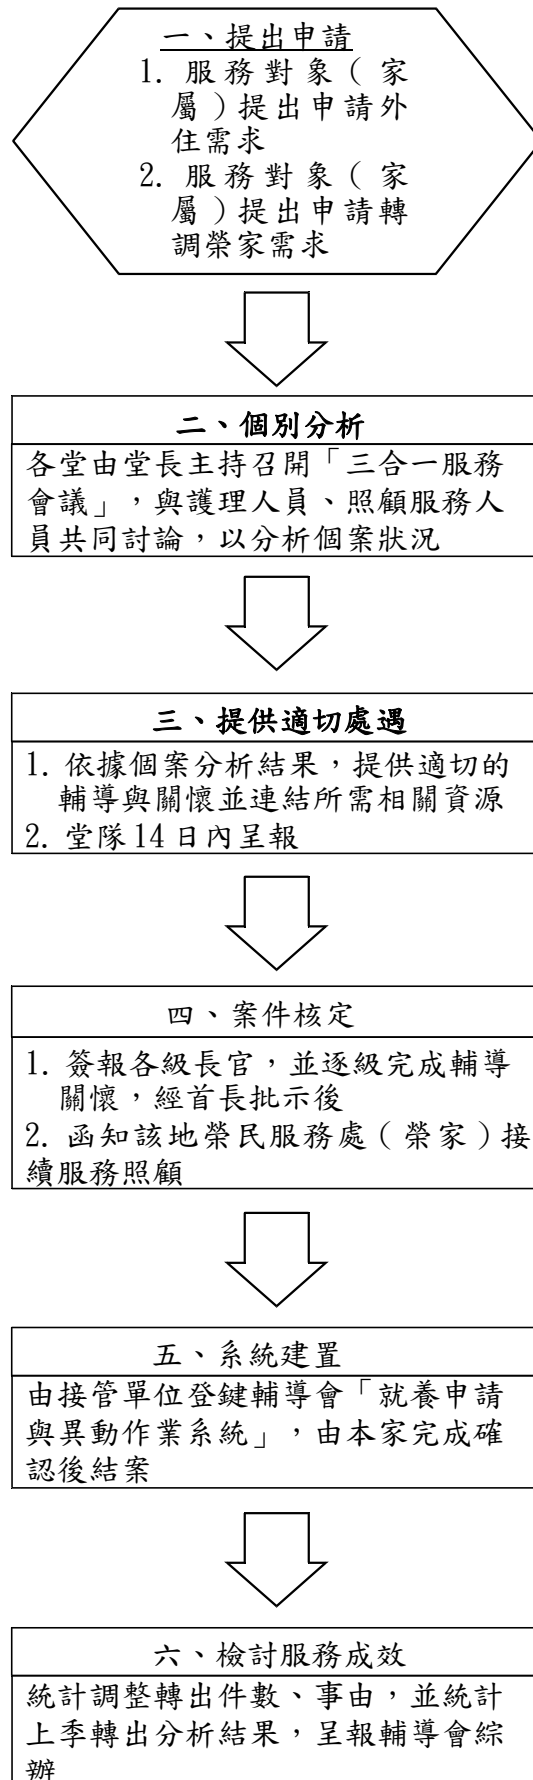 一、提出申請
1. 服務對象（家
屬）提出申請外
住需求
2. 服務對象（家
屬）提出申請轉
調榮家需求
二、個別分析
各堂由堂長主持召開「三合一服務
會議」，與護理人員、照顧服務人
員共同討論，以分析個案狀況
三、提供適切處遇
1. 依據個案分析結果，提供適切的
輔導與關懷並連結所需相關資源
2. 堂隊14日內呈報
四、案件核定
1. 簽報各級長官，並逐級完成輔導
關懷，經首長批示後
2. 函知該地榮民服務處（榮家）接
續服務照顧
五、系統建置
由接管單位登鍵輔導會「就養申請
與異動作業系統」，由本家完成確
認後結案
六、檢討服務成效
統計調整轉出件數、事由，並統計
上季轉出分析結果，呈報輔導會綜
辦